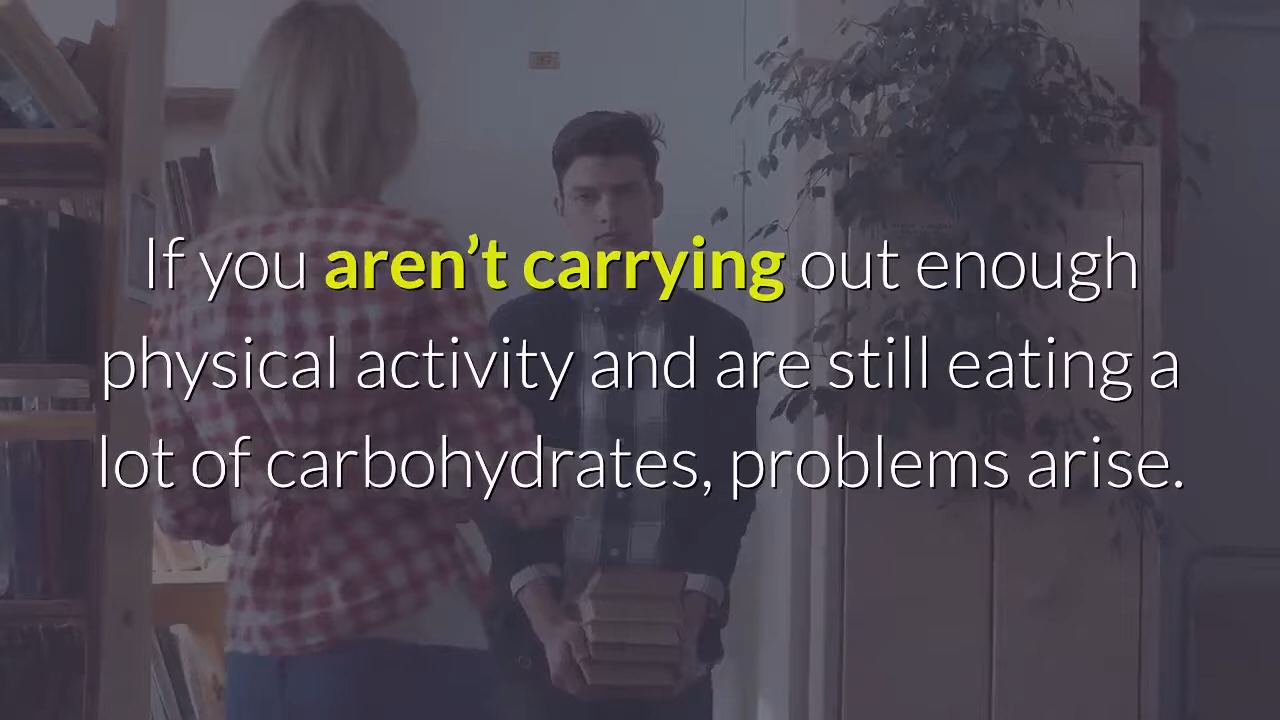 If you aren’t carrying out enough
physical activity and are still eating a
lot of carbohydrates, problems arise.